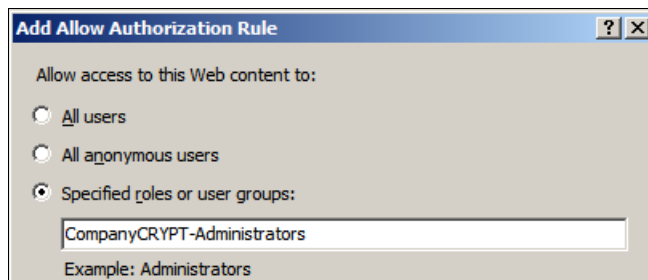 Add Allow Authorization Rule
Allow access to this Web content to:
All users
All anonymous users
Specified roles or user groups:
CompanyCRYPT-Administrators
Example: Administrators